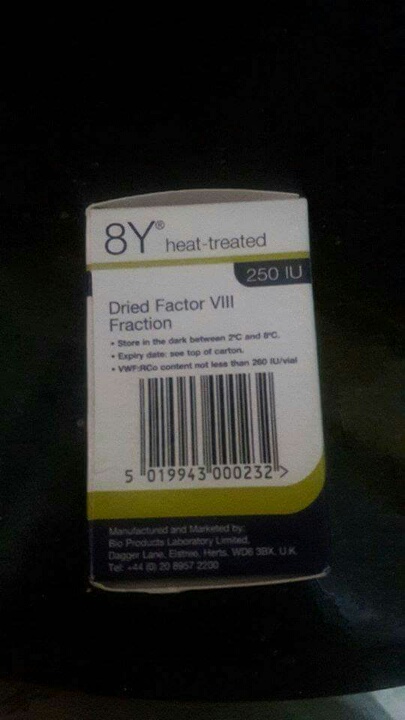 8Y® heat-treated
250 IU
Dried Factor VIII
Fraction
• Store in the dark between 2°C and 8°C.
• Expiry date: see top of carton.
• VWF:RCo content not less than 260 IU/vial
5 019943 000232 >
Manufactured and Marketed by:
Bio Products Laboratory Limited,
Dagger Lane, Elstree, Herts. WD6 3BX, U.K.
Tel: +44 (0) 20 8957 2200